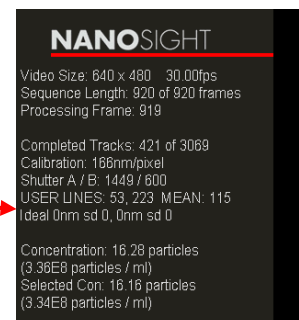 NANOSIGHT
Video Size: 640 x 480 30.00fps
Sequence Length: 920 of 920 frames
Processing Frame: 919
Completed Tracks: 421 of 3069
Calibration: 166nm/pixel
Shutter A / B: 1449 / 600
USER LINES: 53, 223 MEAN: 115
Ideal 0nm sd 0, 0nm sd 0
Concentration: 16.28 particles
(3.36E8 particles / ml)
Selected Con: 16.16 particles
(3.34E8 particles / ml)